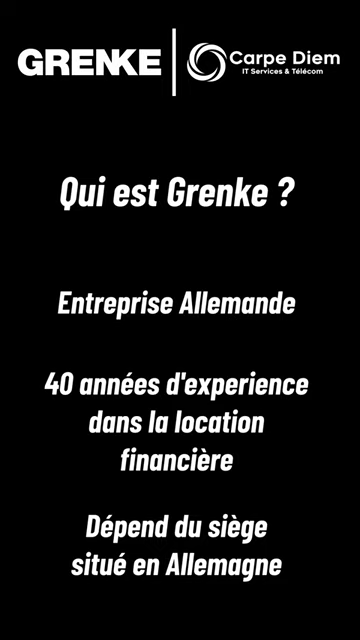 GRENKE
Carpe Diem
IT Services & Télécom
Qui est Grenke ?
Entreprise Allemande
40 années d'experience
dans la location
financière
Dépend du siège
situé en Allemagne